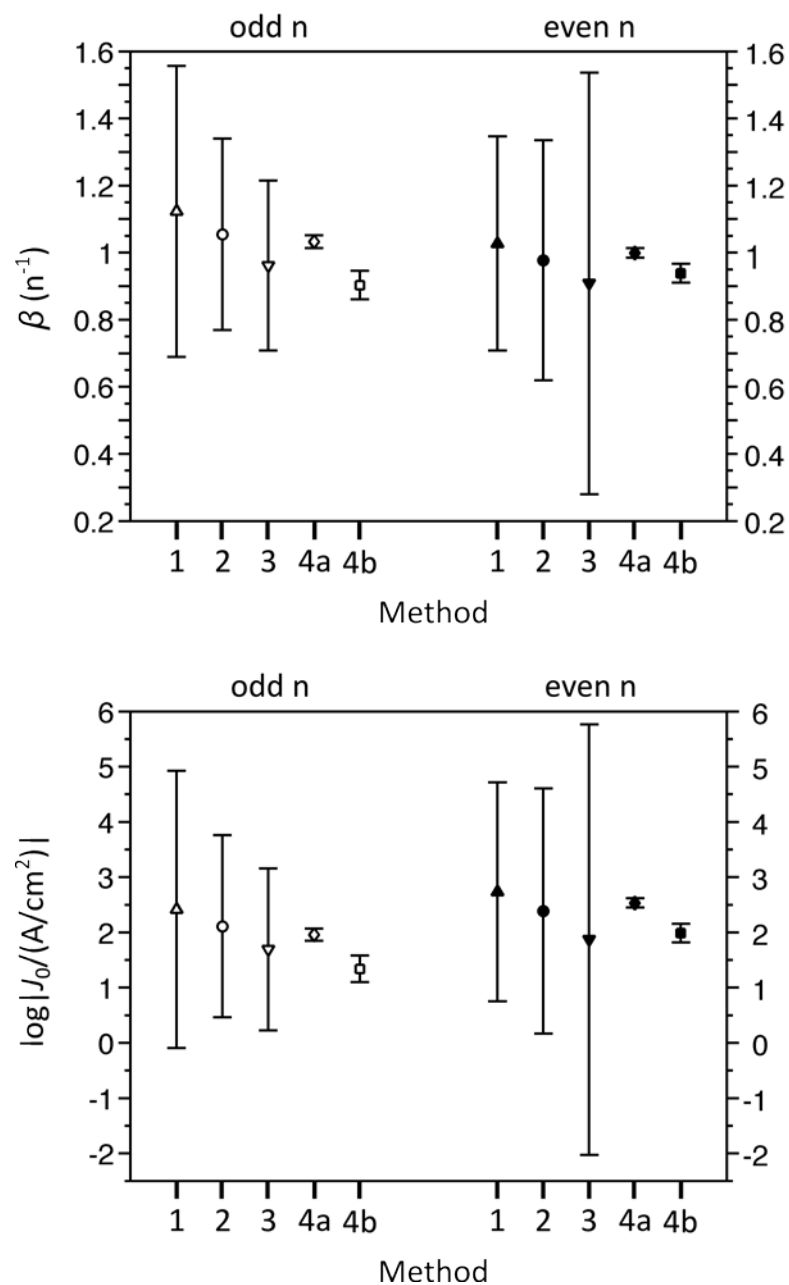 odd n even n
1.6 1.6
1.4 1.4
1.2 1.2
1 1
0.8 0.8
0.6 0.6
0.4 0.4
0.2 0.2
β (n⁻¹)
1 2 3 4a 4b 1 2 3 4a 4b
Method
odd n even n
6 6
5 5
4 4
3 3
2 2
1 1
0 0
-1 -1
-2 -2
log|J₀/(A/cm²)|
1 2 3 4a 4b 1 2 3 4a 4b
Method